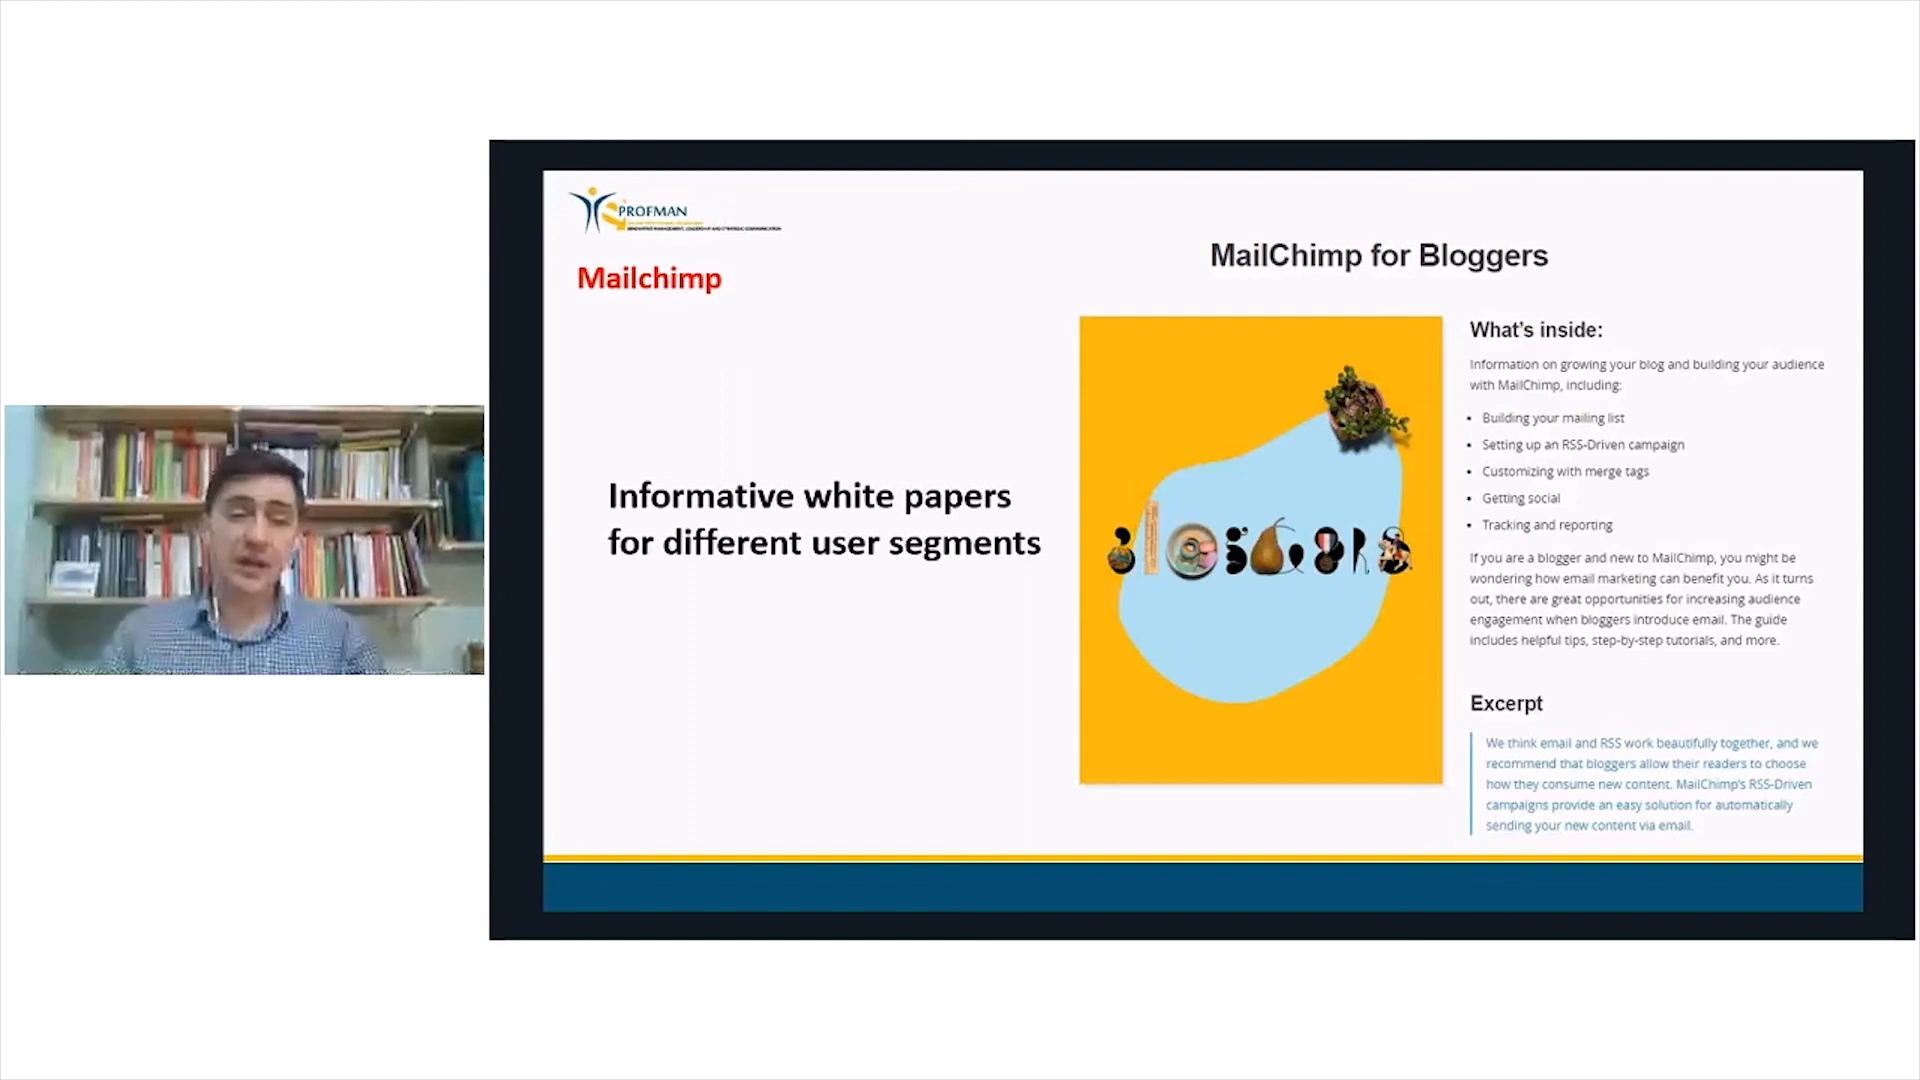 PROFMAN
INNOVATIVE MANAGEMENT, LEADERSHIP AND STRATEGIC COMMUNICATION
Mailchimp
Informative white papers
for different user segments
MailChimp for Bloggers
What's inside:
Information on growing your blog and building your audience
with MailChimp, including:
• Building your mailing list
• Setting up an RSS-Driven campaign
• Customizing with merge tags
• Getting social
• Tracking and reporting
If you are a blogger and new to MailChimp, you might be
wondering how email marketing can benefit you. As it turns
out, there are great opportunities for increasing audience
engagement when bloggers introduce email. The guide
includes helpful tips, step-by-step tutorials, and more.
Excerpt
We think email and RSS work beautifully together, and we
recommend that bloggers allow their readers to choose
how they consume new content. MailChimp's RSS-Driven
campaigns provide an easy solution for automatically
sending your new content via email.